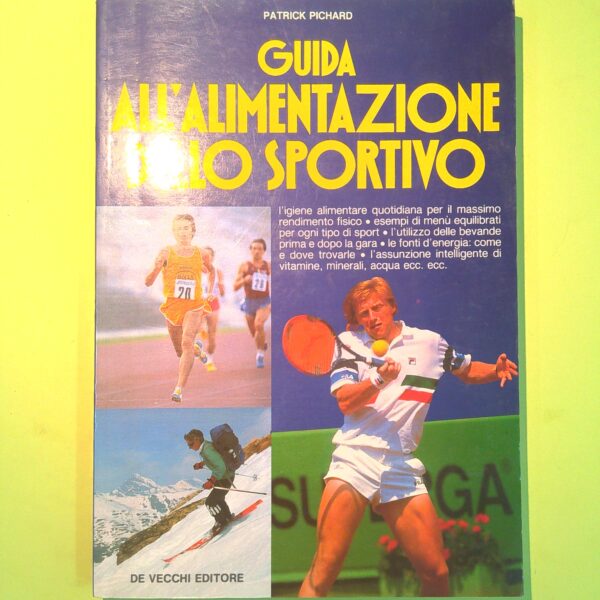 PATRICK PICHARD
GUIDA
ALL'ALIMENTAZIONE
DELLO SPORTIVO
l'igiene alimentare quotidiana per il massimo
rendimento fisico • esempi di menù equilibrati
per ogni tipo di sport • l'utilizzo delle bevande
prima e dopo la gara • le fonti d'energia: come
e dove trovarle • l'assunzione intelligente di
vitamine, minerali, acqua ecc. ecc.
20
28
FILA
SUPERGA
DE VECCHI EDITORE